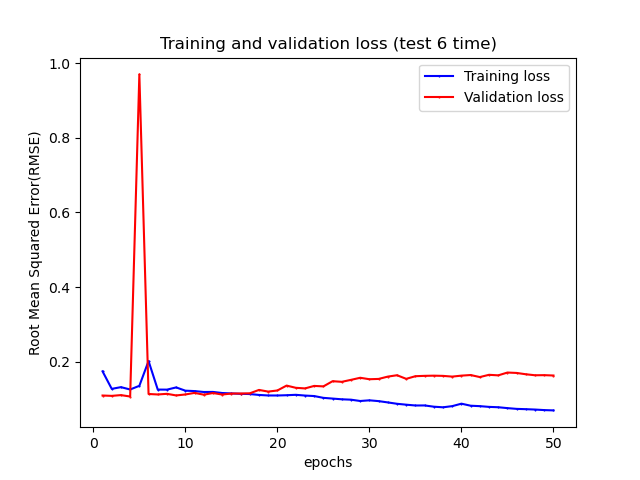 Training and validation loss (test 6 time)
Training loss
Validation loss
Root Mean Squared Error(RMSE)
1.0
0.8
0.6
0.4
0.2
0 10 20 30 40 50
epochs